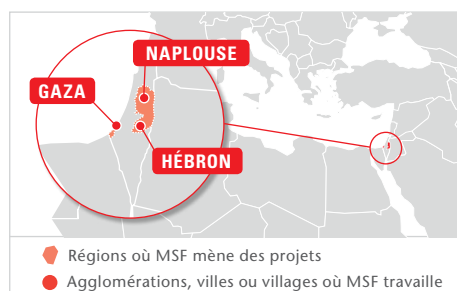 NAPLOUSE
GAZA
HÉBRON
Régions où MSF mène des projets
Agglomérations, villes ou villages où MSF travaille